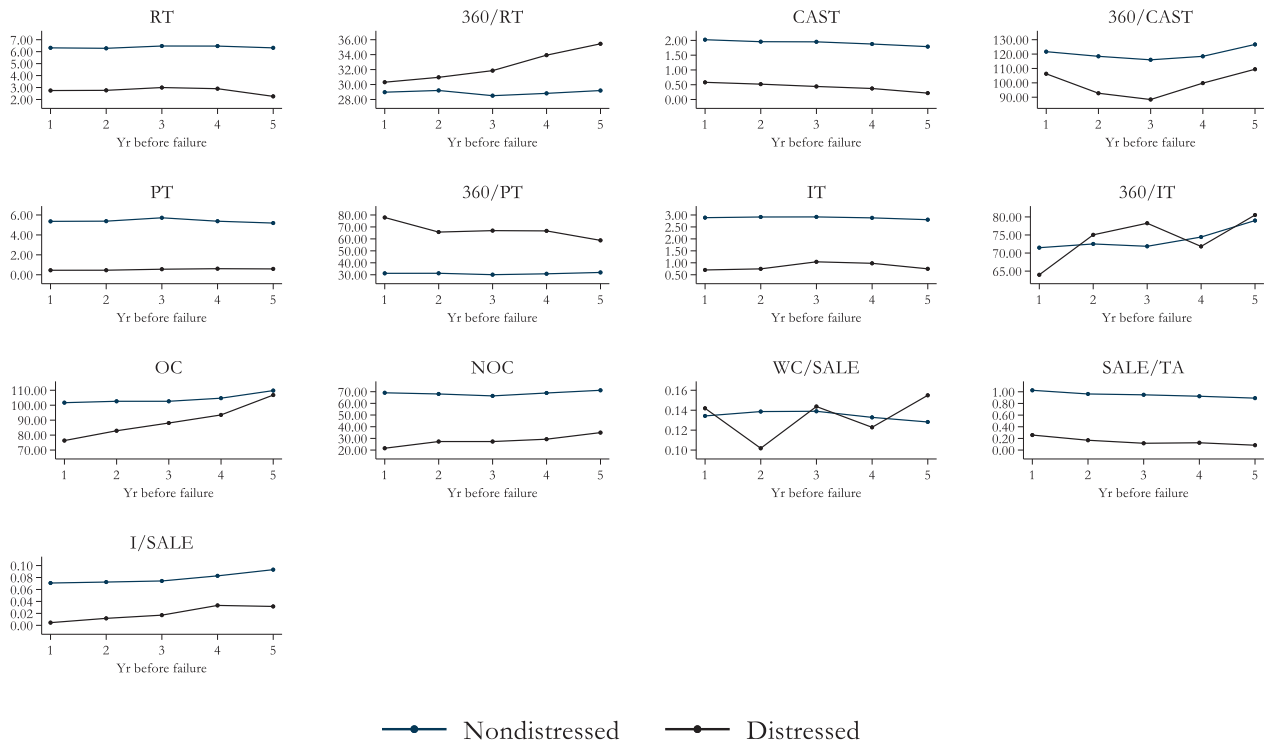 RT
7.00
6.00
5.00
4.00
3.00
2.00
1 2 3 4 5
Yr before failure
360/RT
36.00
34.00
32.00
30.00
28.00
1 2 3 4 5
Yr before failure
CAST
2.00
1.50
1.00
0.50
0.00
1 2 3 4 5
Yr before failure
360/CAST
130.00
120.00
110.00
100.00
90.00
1 2 3 4 5
Yr before failure
PT
6.00
4.00
2.00
0.00
1 2 3 4 5
Yr before failure
360/PT
80.00
70.00
60.00
50.00
40.00
30.00
1 2 3 4 5
Yr before failure
IT
3.00
2.50
2.00
1.50
1.00
0.50
1 2 3 4 5
Yr before failure
360/IT
80.00
75.00
70.00
65.00
1 2 3 4 5
Yr before failure
OC
110.00
100.00
90.00
80.00
70.00
1 2 3 4 5
Yr before failure
NOC
70.00
60.00
50.00
40.00
30.00
20.00
1 2 3 4 5
Yr before failure
WC/SALE
0.16
0.14
0.12
0.10
1 2 3 4 5
Yr before failure
SALE/TA
1.00
0.80
0.60
0.40
0.20
0.00
1 2 3 4 5
Yr before failure
I/SALE
0.10
0.08
0.06
0.04
0.02
0.00
1 2 3 4 5
Yr before failure
Nondistressed Distressed